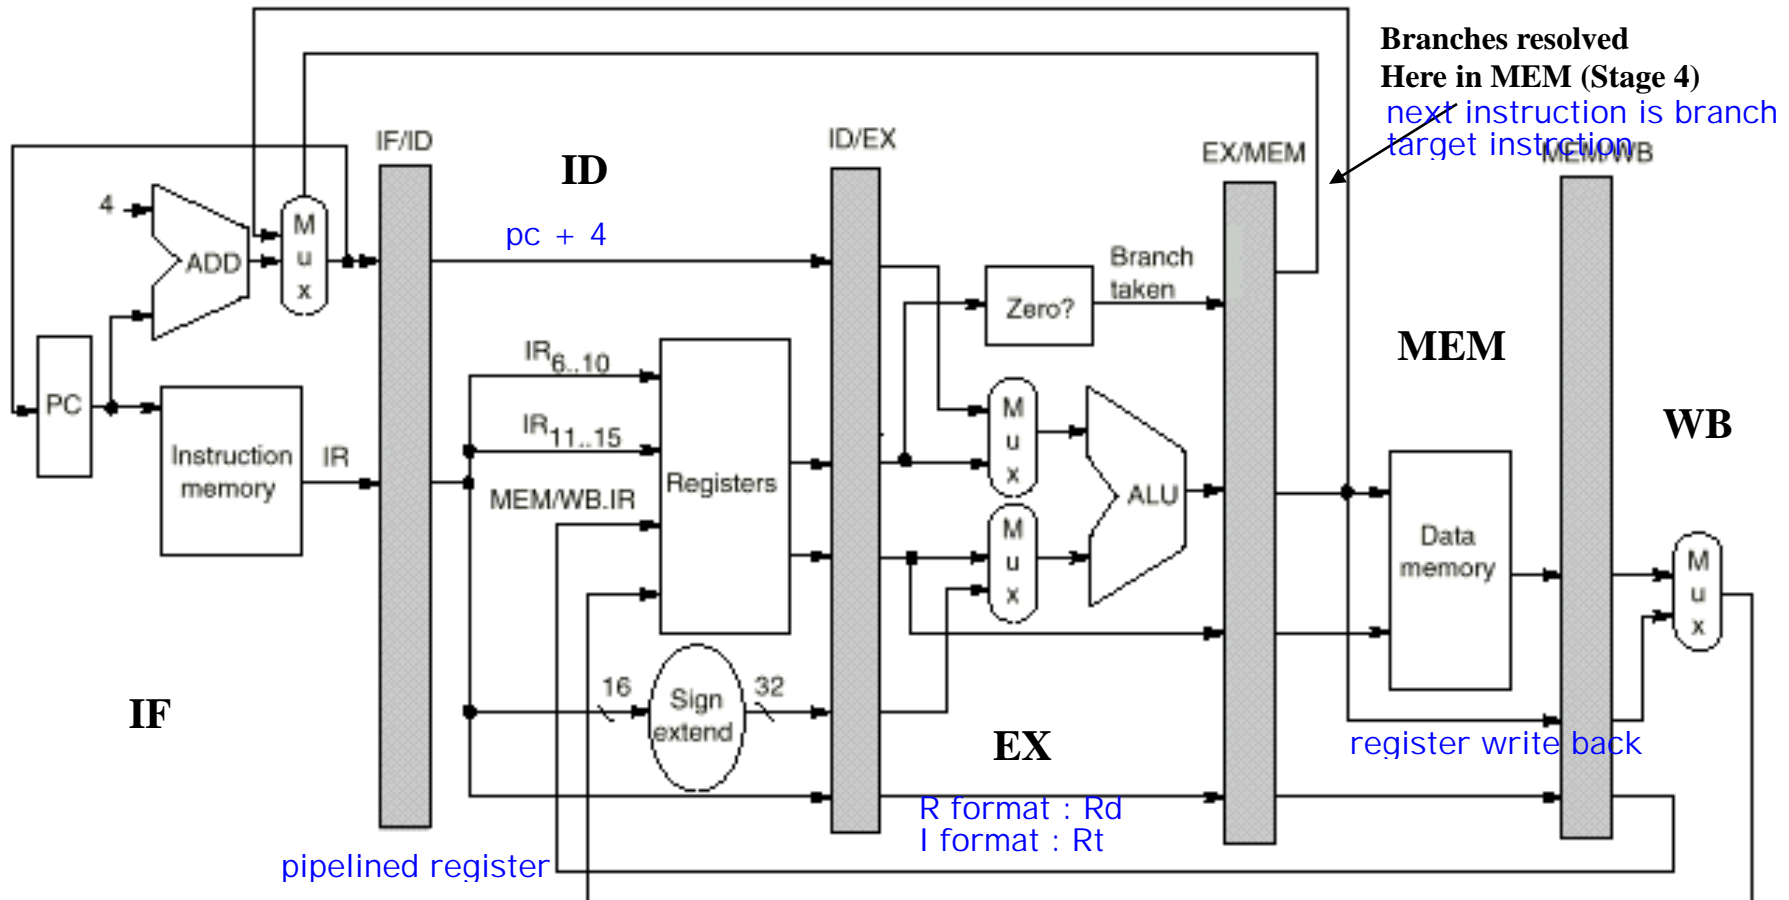 Branches resolved
Here in MEM (Stage 4)
next instruction is branch
target instrction
IF/ID
ID
ID/EX
EX/MEM
MEM/WB
4
ADD
M
u
x
pc + 4
Zero?
Branch
taken
MEM
WB
PC
Instruction
memory
IR
IR6..10
IR11..15
MEM/WB.IR
Registers
M
u
x
M
u
x
ALU
Data
memory
M
u
x
IF
16
Sign
extend
32
EX
register write back
R format : Rd
I format : Rt
pipelined register